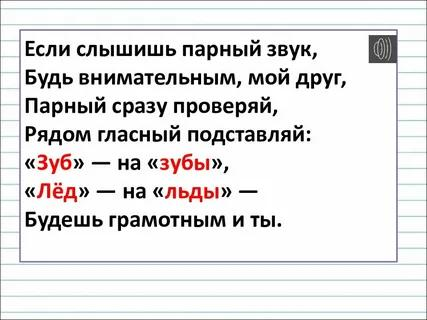 Если слышишь парный звук,
Будь внимательным, мой друг,
Парный сразу проверяй,
Рядом гласный подставляй:
«Зуб» — на «зубы»,
«Лёд» — на «льды» —
Будешь грамотным и ты.